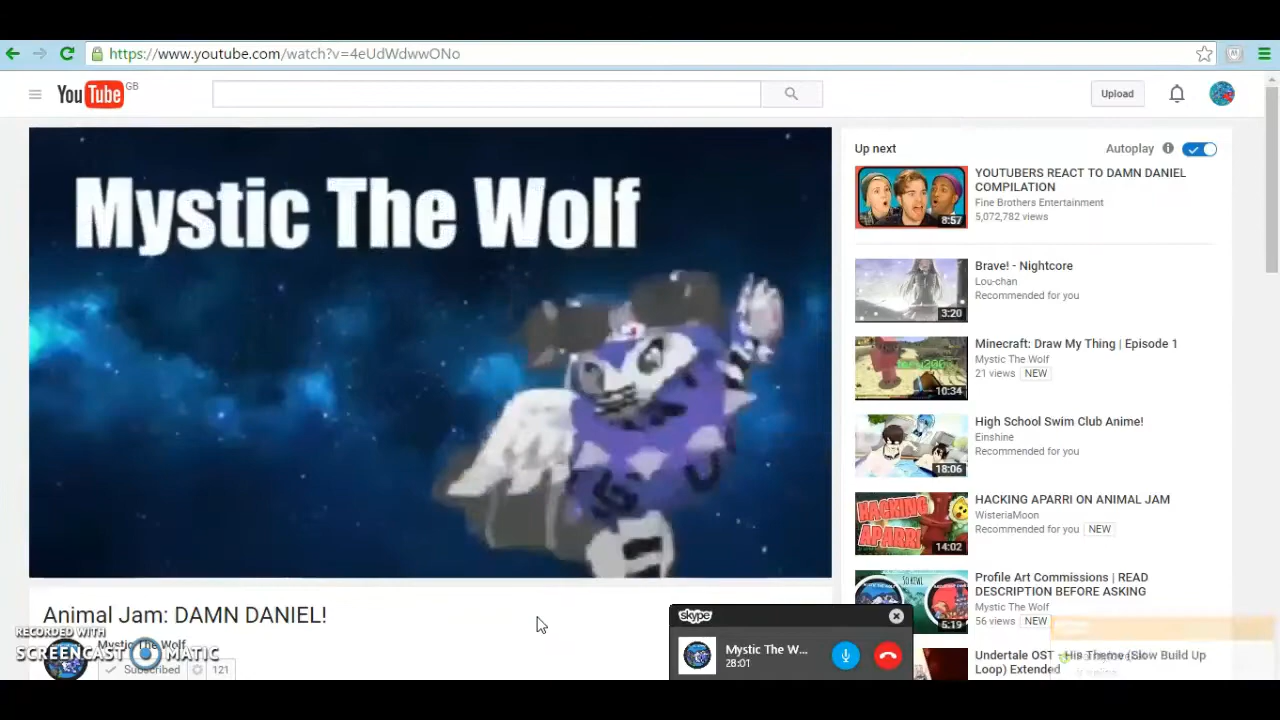 https://www.youtube.com/watch?v=4eUdWdwwONo
YouTube GB
Upload
Mystic The Wolf
Up next
Autoplay
YOUTUBERS REACT TO DAMN DANIEL
COMPILATION
Fine Brothers Entertainment
5,072,782 views
8:57
Brave! - Nightcore
Lou-chan
Recommended for you
3:20
Minecraft: Draw My Thing | Episode 1
Mystic The Wolf
21 views NEW
10:34
High School Swim Club Anime!
Einshine
Recommended for you
18:06
HACKING APARRI ON ANIMAL JAM
WisteriaMoon
Recommended for you NEW
HACKING
APARRI
14:02
Profile Art Commissions | READ
DESCRIPTION BEFORE ASKING
Mystic The Wolf
56 views NEW
5:19
Undertale OST - His Theme (Slow Build Up
Loop) Extended
Animal Jam: DAMN DANIEL!
Mystic The Wolf
Subscribed 121
RECORDED WITH
SCREENCAST MATIC
skype
Mystic The W...
28:01